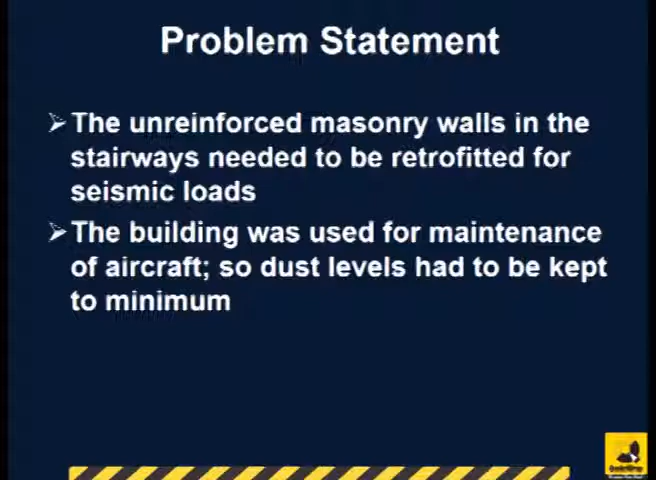 Problem Statement
The unreinforced masonry walls in the
stairways needed to be retrofitted for
seismic loads
The building was used for maintenance
of aircraft; so dust levels had to be kept
to minimum